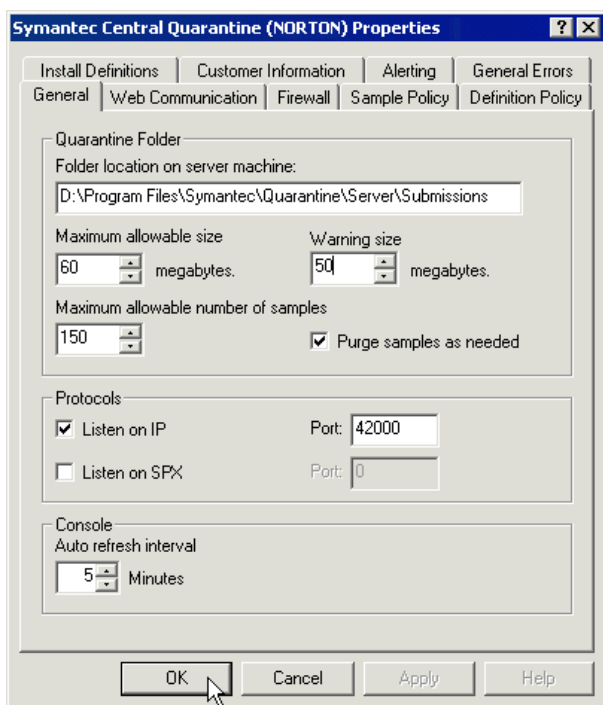 Symantec Central Quarantine (NORTON) Properties
Install Definitions Customer Information Alerting General Errors
General Web Communication Firewall Sample Policy Definition Policy
Quarantine Folder
Folder location on server machine:
D:\Program Files\Symantec\Quarantine\Server\Submissions
Maximum allowable size Warning size
60 megabytes. 50 megabytes.
Maximum allowable number of samples
150 Purge samples as needed
Protocols
Listen on IP Port: 42000
Listen on SPX Port: 0
Console
Auto refresh interval
5 Minutes
OK Cancel Apply Help